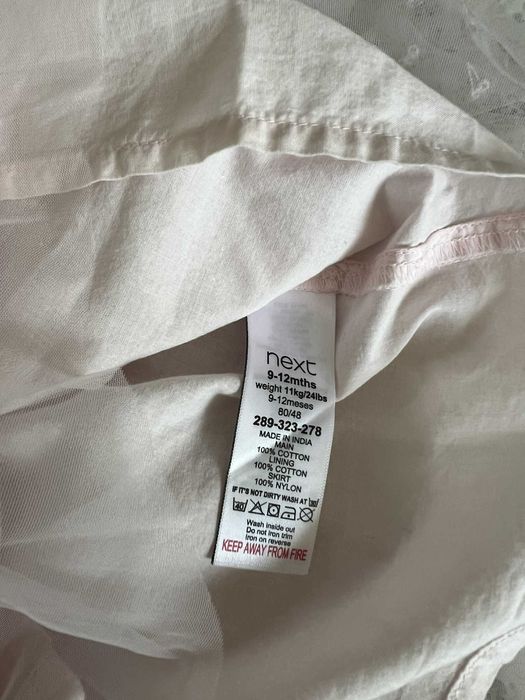 next
9-12mths
weight 11kg/24lbs
9-12meses
80/48
289-323-278
MADE IN INDIA
MAIN
100% COTTON
LINING
100% COTTON
SKIRT
100% NYLON
IF IT'S NOT DIRTY WASH AT 30
40
Wash inside out
Do not iron trim
Iron on reverse
KEEP AWAY FROM FIRE